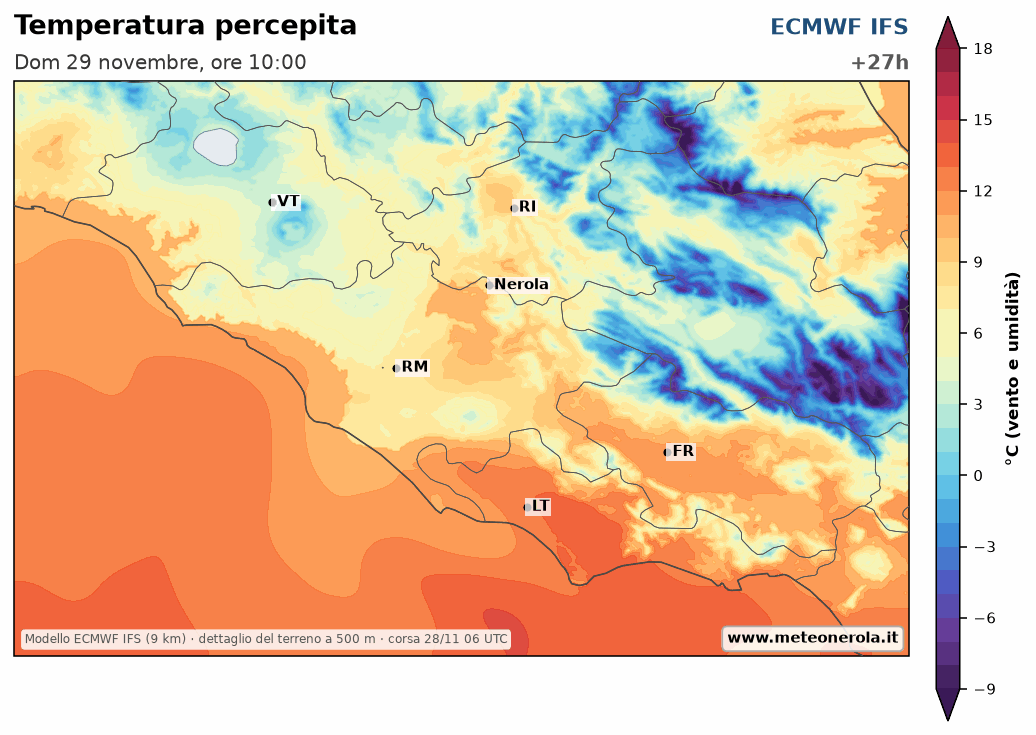 Temperatura percepita
ECMWF IFS
Dom 29 novembre, ore 10:00
+27h
VT
RI
Nerola
RM
FR
LT
18
15
12
9
6
3
0
−3
−6
−9
°C (vento e umidità)
Modello ECMWF IFS (9 km) · dettaglio del terreno a 500 m · corsa 28/11 06 UTC
www.meteonerola.it